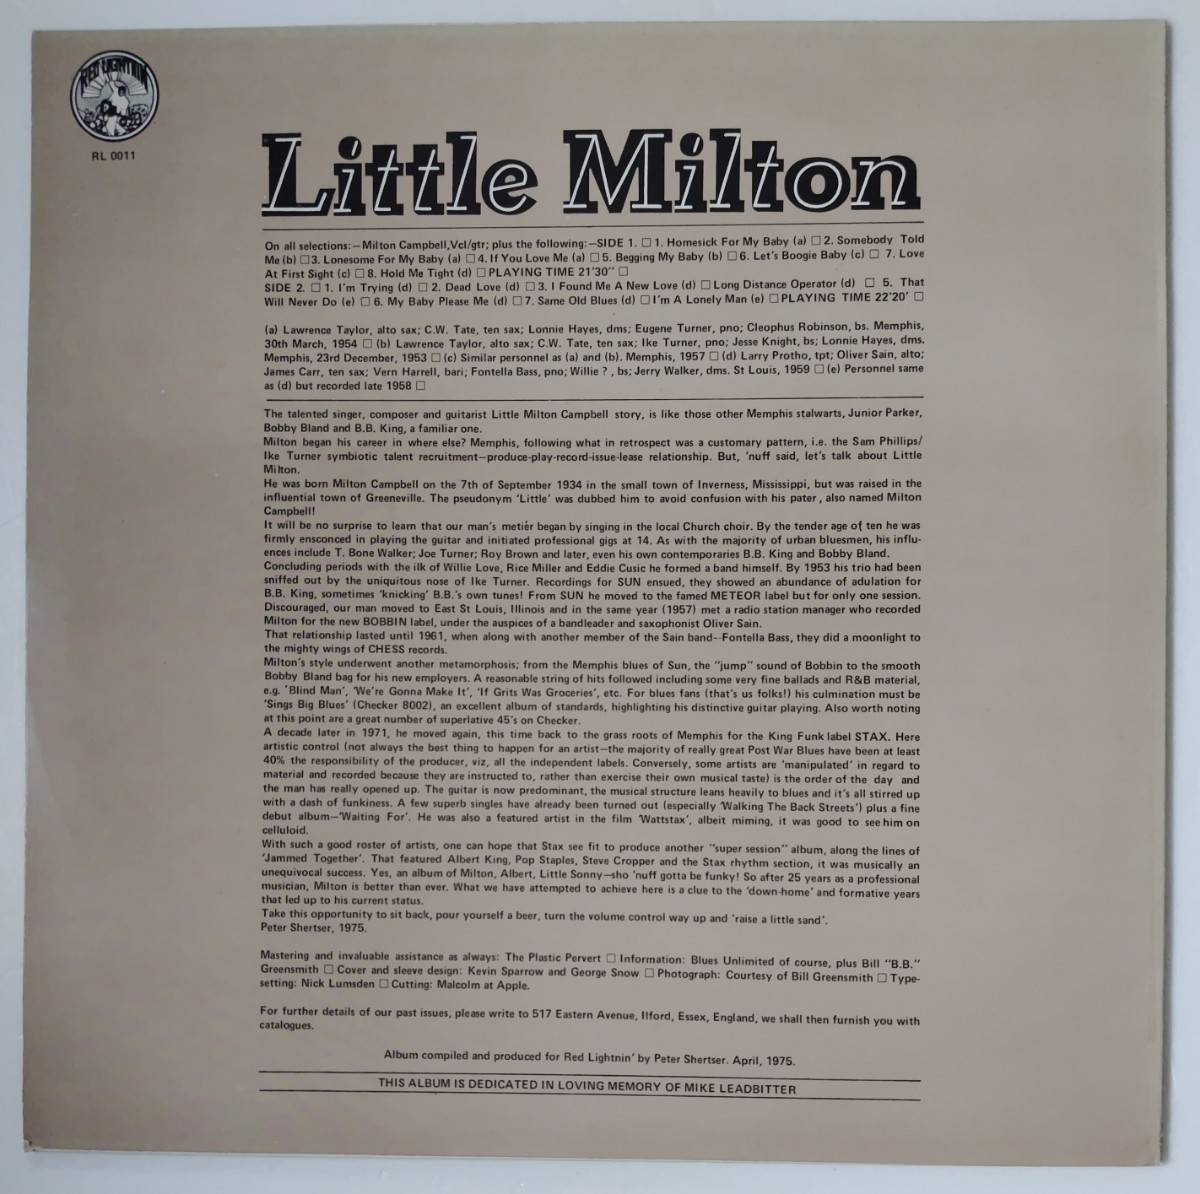 RED LIGHTNIN'
RL 0011
Little Milton
On all selections:—Milton Campbell,Vcl/gtr; plus the following:—SIDE 1. □ 1. Homesick For My Baby (a) □ 2. Somebody Told
Me (b) □ 3. Lonesome For My Baby (a) □ 4. If You Love Me (a) □ 5. Begging My Baby (b) □ 6. Let's Boogie Baby (c) □ 7. Love
At First Sight (c) □ 8. Hold Me Tight (d) □ PLAYING TIME 21'30" □
SIDE 2. □ 1. I'm Trying (d) □ 2. Dead Love (d) □ 3. I Found Me A New Love (d) □ Long Distance Operator (d) □ 5. That
Will Never Do (e) □ 6. My Baby Please Me (d) □ 7. Same Old Blues (d) □ I'm A Lonely Man (e) □ PLAYING TIME 22'20' □
(a) Lawrence Taylor, alto sax; C.W. Tate, ten sax; Lonnie Hayes, dms; Eugene Turner, pno; Cleophus Robinson, bs. Memphis,
30th March, 1954 □ (b) Lawrence Taylor, alto sax; C.W. Tate, ten sax; Ike Turner, pno; Jesse Knight, bs; Lonnie Hayes, dms.
Memphis, 23rd December, 1953 □ (c) Similar personnel as (a) and (b). Memphis, 1957 □ (d) Larry Protho, tpt; Oliver Sain, alto;
James Carr, ten sax; Vern Harrell, bari; Fontella Bass, pno; Willie ? , bs; Jerry Walker, dms. St Louis, 1959 □ (e) Personnel same
as (d) but recorded late 1958 □
The talented singer, composer and guitarist Little Milton Campbell story, is like those other Memphis stalwarts, Junior Parker,
Bobby Bland and B.B. King, a familiar one.
Milton began his career in where else? Memphis, following what in retrospect was a customary pattern, i.e. the Sam Phillips/
Ike Turner symbiotic talent recruitment—produce-play-record-issue-lease relationship. But, 'nuff said, let's talk about Little
Milton.
He was born Milton Campbell on the 7th of September 1934 in the small town of Inverness, Mississippi, but was raised in the
influential town of Greeneville. The pseudonym 'Little' was dubbed him to avoid confusion with his pater , also named Milton
Campbell!
It will be no surprise to learn that our man's metiér began by singing in the local Church choir. By the tender age of ten he was
firmly ensconced in playing the guitar and initiated professional gigs at 14. As with the majority of urban bluesmen, his influ-
ences include T. Bone Walker; Joe Turner; Roy Brown and later, even his own contemporaries B.B. King and Bobby Bland.
Concluding periods with the ilk of Willie Love, Rice Miller and Eddie Cusic he formed a band himself. By 1953 his trio had been
sniffed out by the uniquitous nose of Ike Turner. Recordings for SUN ensued, they showed an abundance of adulation for
B.B. King, sometimes 'knicking' B.B.'s own tunes! From SUN he moved to the famed METEOR label but for only one session.
Discouraged, our man moved to East St Louis, Illinois and in the same year (1957) met a radio station manager who recorded
Milton for the new BOBBIN label, under the auspices of a bandleader and saxophonist Oliver Sain.
That relationship lasted until 1961, when along with another member of the Sain band--Fontella Bass, they did a moonlight to
the mighty wings of CHESS records.
Milton's style underwent another metamorphosis; from the Memphis blues of Sun, the "jump" sound of Bobbin to the smooth
Bobby Bland bag for his new employers. A reasonable string of hits followed including some very fine ballads and R&B material,
e.g. 'Blind Man', 'We're Gonna Make It', 'If Grits Was Groceries', etc. For blues fans (that's us folks!) his culmination must be
'Sings Big Blues' (Checker 8002), an excellent album of standards, highlighting his distinctive guitar playing. Also worth noting
at this point are a great number of superlative 45's on Checker.
A decade later in 1971, he moved again, this time back to the grass roots of Memphis for the King Funk label STAX. Here
artistic control (not always the best thing to happen for an artist—the majority of really great Post War Blues have been at least
40% the responsibility of the producer, viz, all the independent labels. Conversely, some artists are 'manipulated' in regard to
material and recorded because they are instructed to, rather than exercise their own musical taste) is the order of the day and
the man has really opened up. The guitar is now predominant, the musical structure leans heavily to blues and it's all stirred up
with a dash of funkiness. A few superb singles have already been turned out (especially 'Walking The Back Streets') plus a fine
debut album—'Waiting For'. He was also a featured artist in the film 'Wattstax', albeit miming, it was good to see him on
celluloid.
With such a good roster of artists, one can hope that Stax see fit to produce another "super session" album, along the lines of
'Jammed Together'. That featured Albert King, Pop Staples, Steve Cropper and the Stax rhythm section, it was musically an
unequivocal success. Yes, an album of Milton, Albert, Little Sonny—sho 'nuff gotta be funky! So after 25 years as a professional
musician, Milton is better than ever. What we have attempted to achieve here is a clue to the 'down-home' and formative years
that led up to his current status.
Take this opportunity to sit back, pour yourself a beer, turn the volume control way up and 'raise a little sand'.
Peter Shertser, 1975.
Mastering and invaluable assistance as always: The Plastic Pervert □ Information: Blues Unlimited of course, plus Bill "B.B."
Greensmith □ Cover and sleeve design: Kevin Sparrow and George Snow □ Photograph: Courtesy of Bill Greensmith □ Type-
setting: Nick Lumsden □ Cutting: Malcolm at Apple.
For further details of our past issues, please write to 517 Eastern Avenue, Ilford, Essex, England, we shall then furnish you with
catalogues.
Album compiled and produced for Red Lightnin' by Peter Shertser. April, 1975.
THIS ALBUM IS DEDICATED IN LOVING MEMORY OF MIKE LEADBITTER